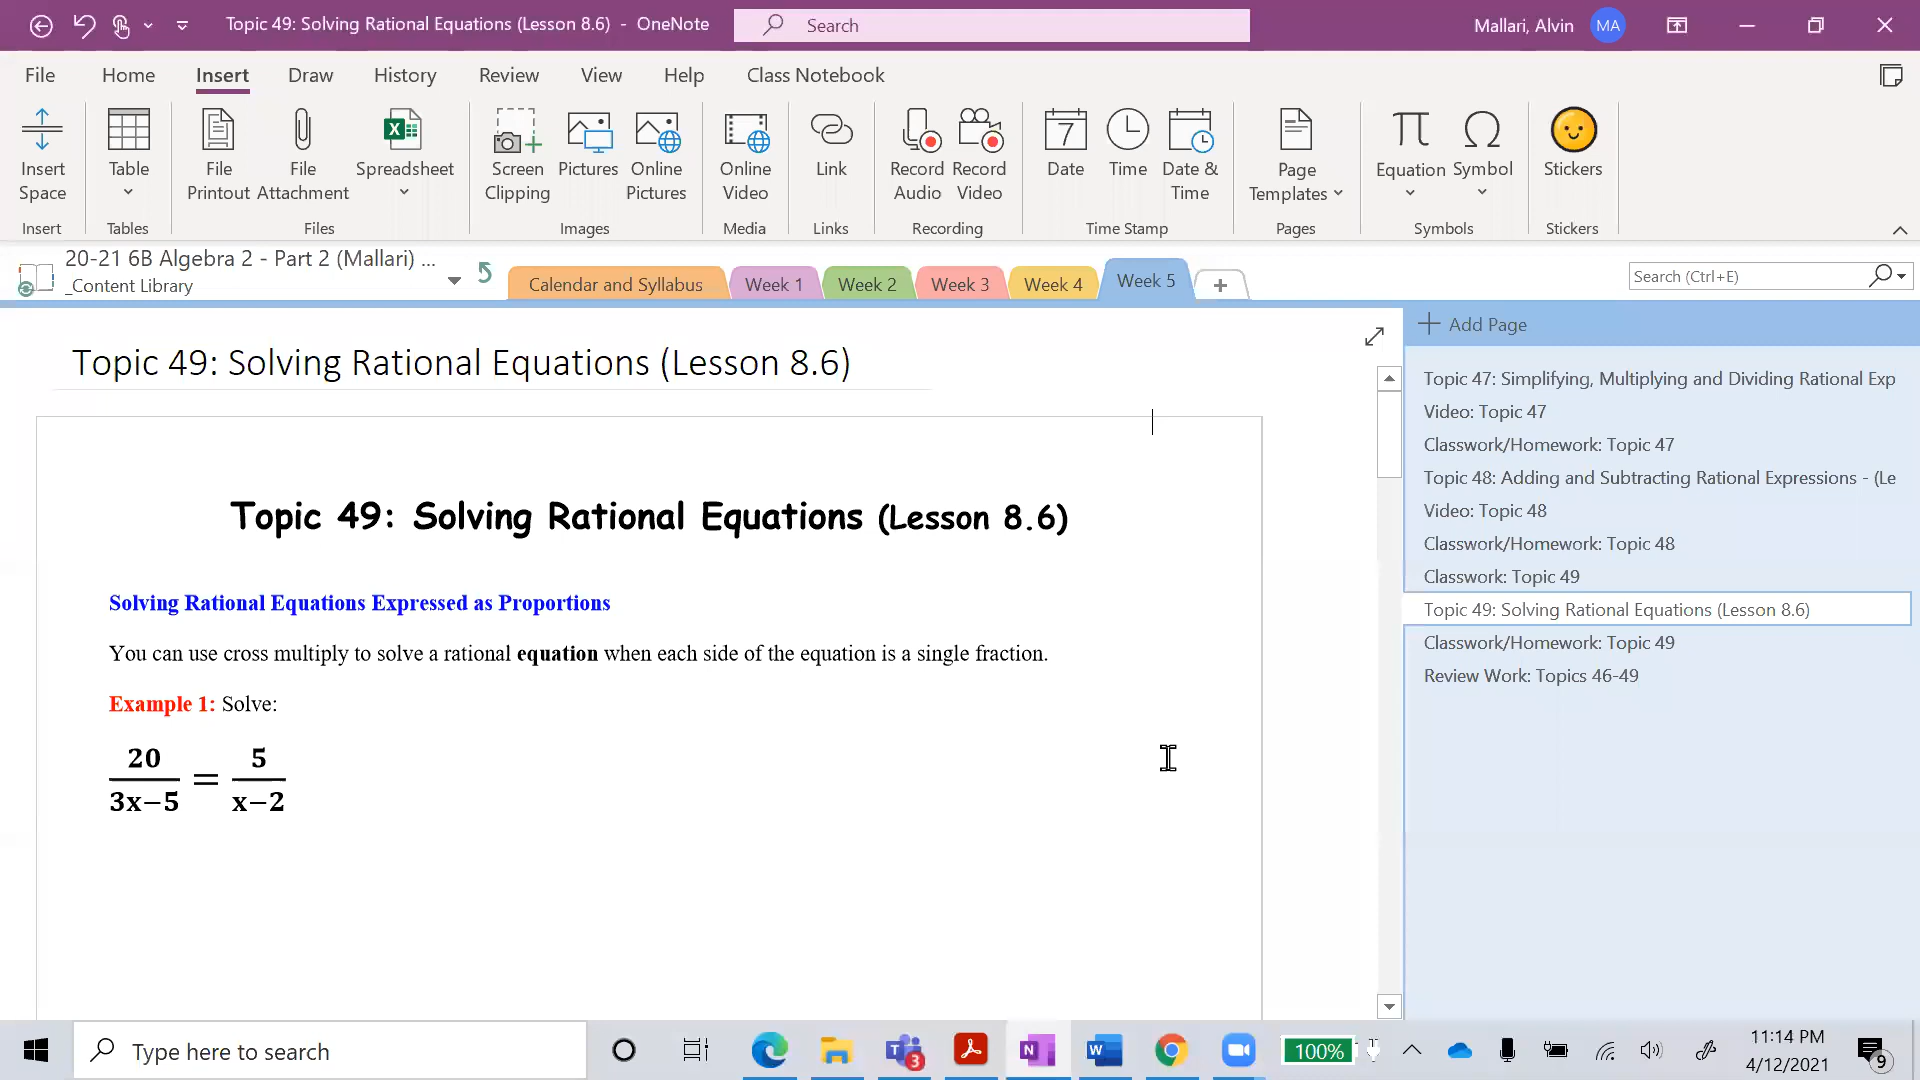 Topic 49: Solving Rational Equations (Lesson 8.6) - OneNote
Search
Mallari, Alvin
MA
File Home Insert Draw History Review View Help Class Notebook
Insert Space
Table
File Printout
File Attachment
Spreadsheet
Screen Clipping
Pictures
Online Pictures
Online Video
Link
Record Audio
Record Video
7
Date
Time
Date & Time
Page Templates
Equation
Symbol
Stickers
Insert Tables Files Images Media Links Recording Time Stamp Pages Symbols Stickers
20-21 6B Algebra 2 - Part 2 (Mallari) ...
_Content Library
Calendar and Syllabus
Week 1
Week 2
Week 3
Week 4
Week 5
+
Search (Ctrl+E)
Topic 49: Solving Rational Equations (Lesson 8.6)
Topic 49: Solving Rational Equations (Lesson 8.6)
Solving Rational Equations Expressed as Proportions
You can use cross multiply to solve a rational equation when each side of the equation is a single fraction.
Example 1: Solve:
20 5
=
3x−5 x−2
Add Page
Topic 47: Simplifying, Multiplying and Dividing Rational Exp
Video: Topic 47
Classwork/Homework: Topic 47
Topic 48: Adding and Subtracting Rational Expressions - (Le
Video: Topic 48
Classwork/Homework: Topic 48
Classwork: Topic 49
Topic 49: Solving Rational Equations (Lesson 8.6)
Classwork/Homework: Topic 49
Review Work: Topics 46-49
Type here to search
3
N
W
100%
11:14 PM
4/12/2021
9